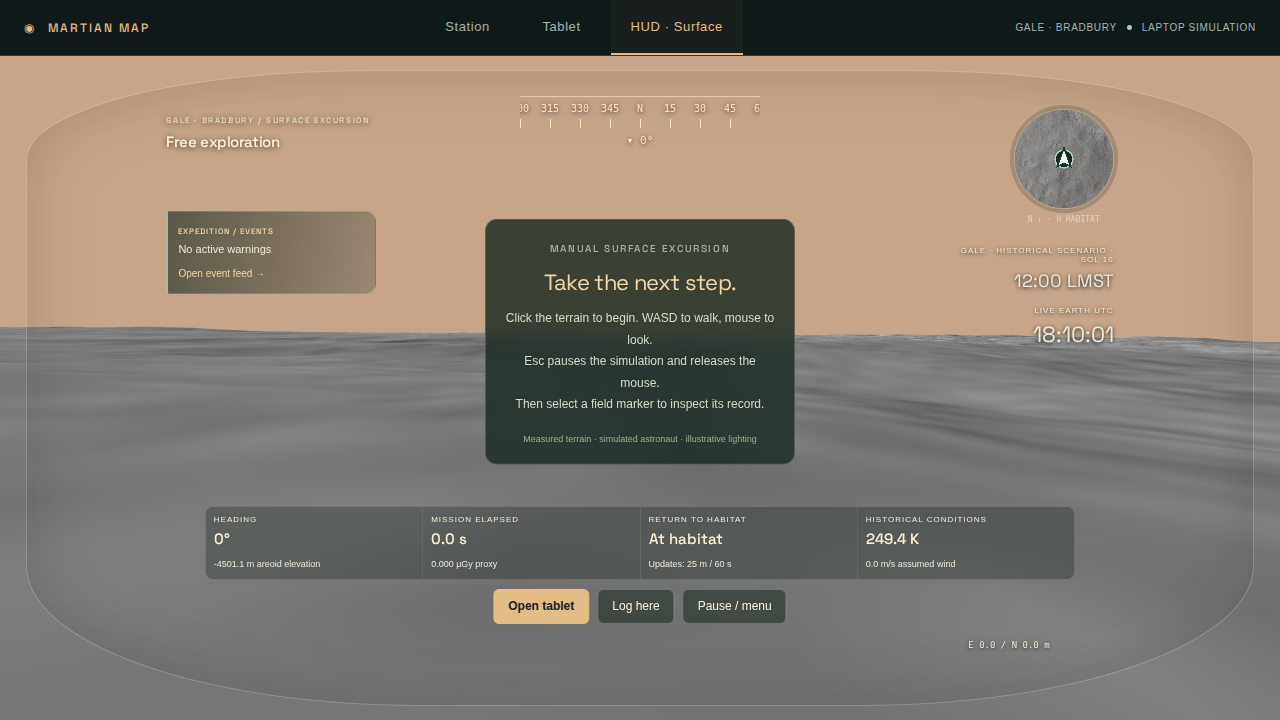 ◉ MARTIAN MAP
Station
Tablet
HUD · Surface
GALE · BRADBURY • LAPTOP SIMULATION
GALE · BRADBURY / SURFACE EXCURSION
Free exploration
315 330 345 N 15 30 45 6
▾ 0°
N ↑ · H HABITAT
EXPEDITION / EVENTS
No active warnings
Open event feed →
GALE · HISTORICAL SCENARIO ·
SOL 10
12:00 LMST
LIVE EARTH UTC
18:10:01
MANUAL SURFACE EXCURSION
Take the next step.
Click the terrain to begin. WASD to walk, mouse to
look.
Esc pauses the simulation and releases the
mouse.
Then select a field marker to inspect its record.
Measured terrain · simulated astronaut · illustrative lighting
HEADING
0°
-4501.1 m areoid elevation
MISSION ELAPSED
0.0 s
0.000 µGy proxy
RETURN TO HABITAT
At habitat
Updates: 25 m / 60 s
HISTORICAL CONDITIONS
249.4 K
0.0 m/s assumed wind
Open tablet
Log here
Pause / menu
E 0.0 / N 0.0 m